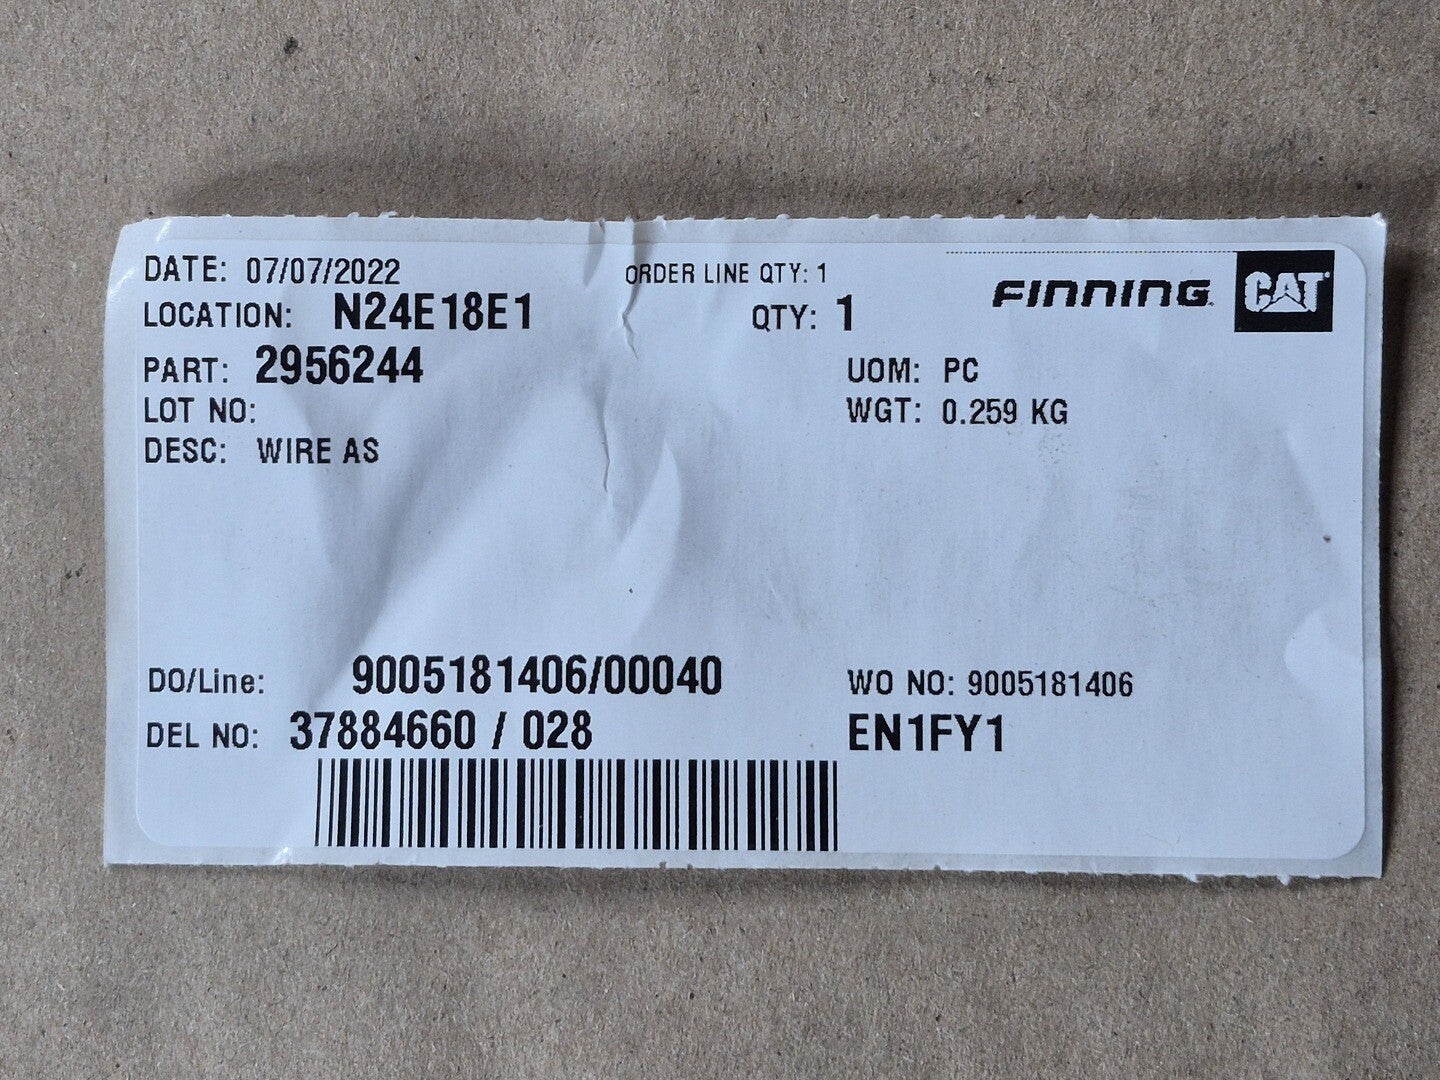 DATE: 07/07/2022 ORDER LINE QTY: 1
FINNING. CAT
LOCATION: N24E18E1 QTY: 1
PART: 2956244 UOM: PC
LOT NO: WGT: 0.259 KG
DESC: WIRE AS
DO/Line: 9005181406/00040 WO NO: 9005181406
DEL NO: 37884660 / 028 EN1FY1